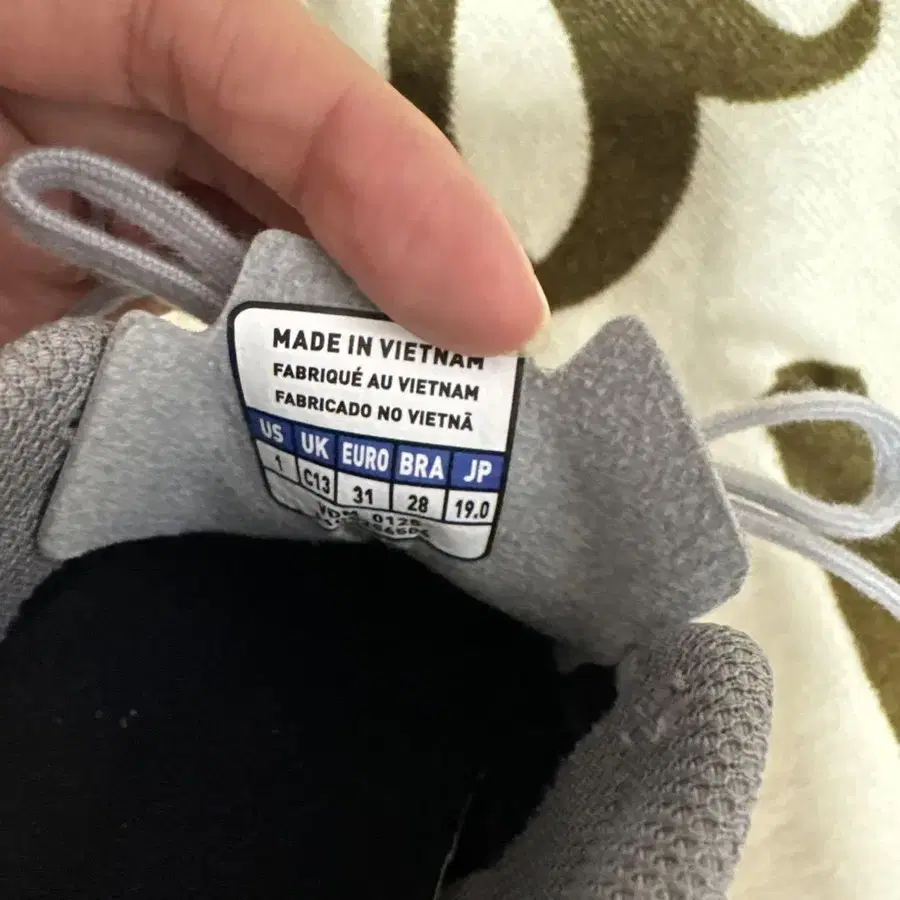 MADE IN VIETNAM
FABRIQUÉ AU VIETNAM
FABRICADO NO VIETNÃ
US UK EURO BRA JP
1 C13 31 28 19.0